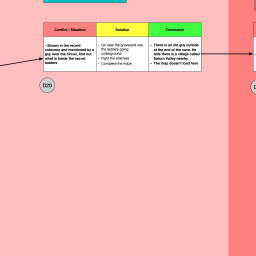 Conflict / Situation
Solution
Conclusion
- Shown in the recent
cutscene and mentioned by a
guy near the circus, find out
what is inside the secret
ladders
- Go near the graveyard use
the ladders going
underground
- Fight the enemies
- Complete the maze
- There is an old guy outside
at the end of the cave. He
tells there is a village called
Saturn Valley nearby.
- The map doesn't load here
D20